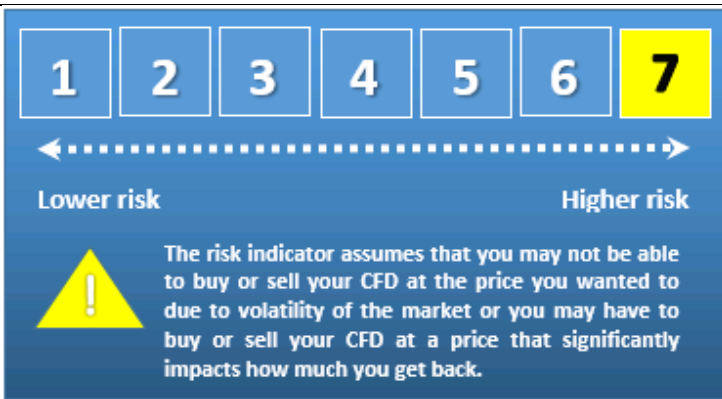 1 2 3 4 5 6 7
Lower risk Higher risk
!
The risk indicator assumes that you may not be able
to buy or sell your CFD at the price you wanted to
due to volatility of the market or you may have to
buy or sell your CFD at a price that significantly
impacts how much you get back.